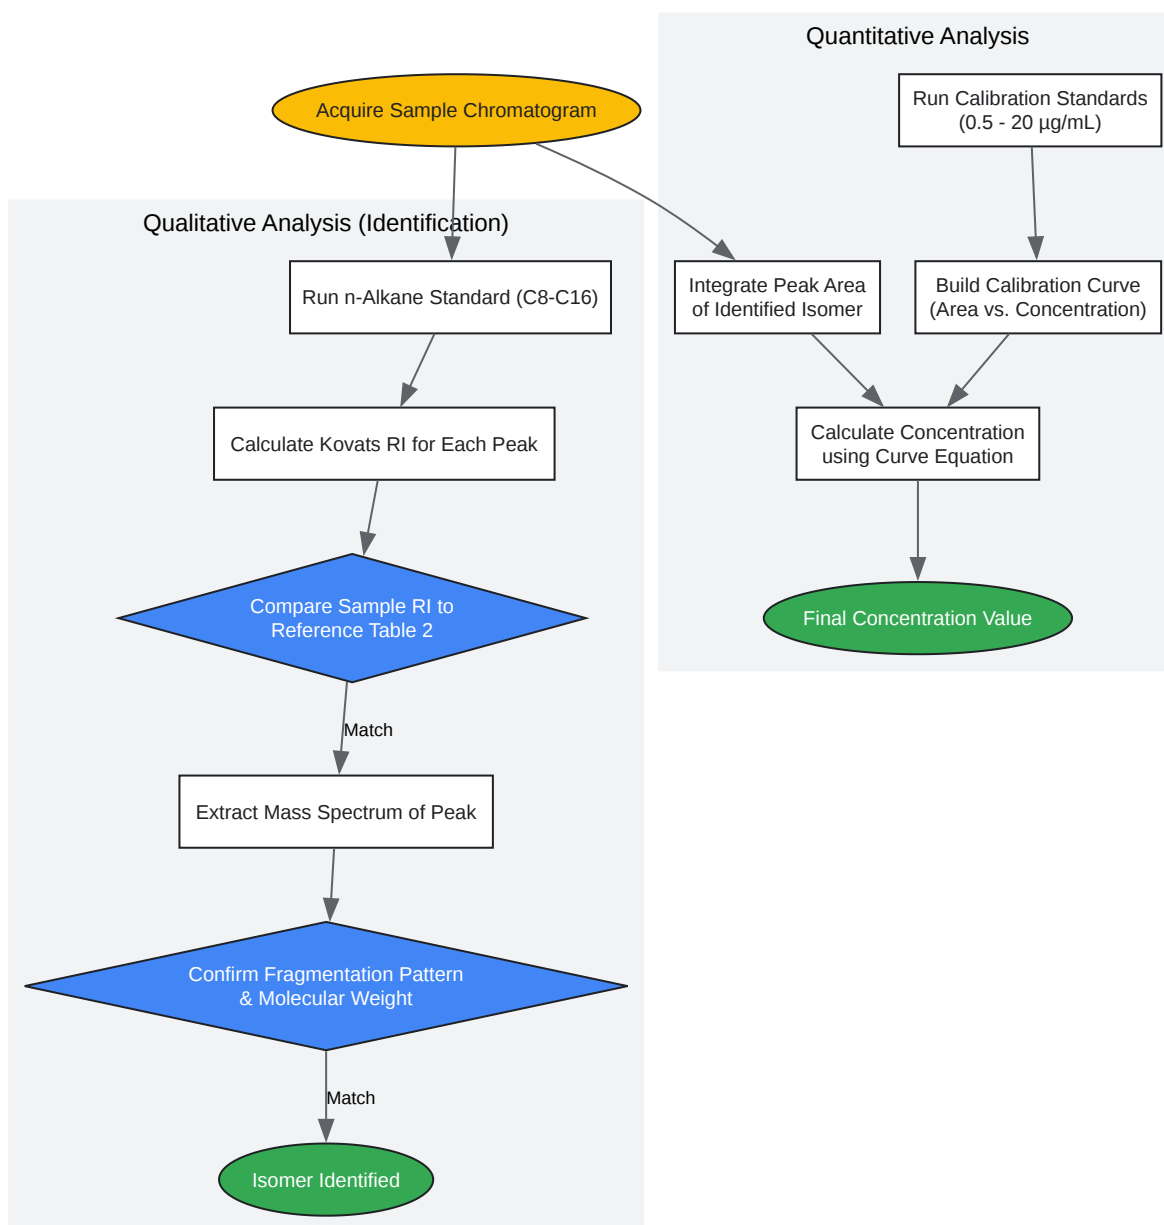 Quantitative Analysis
Acquire Sample Chromatogram
Run Calibration Standards
(0.5 - 20 µg/mL)
Qualitative Analysis (Identification)
Run n-Alkane Standard (C8-C16)
Integrate Peak Area
of Identified Isomer
Build Calibration Curve
(Area vs. Concentration)
Calculate Kovats RI for Each Peak
Calculate Concentration
using Curve Equation
Compare Sample RI to
Reference Table 2
Final Concentration Value
Match
Extract Mass Spectrum of Peak
Confirm Fragmentation Pattern
& Molecular Weight
Match
Isomer Identified